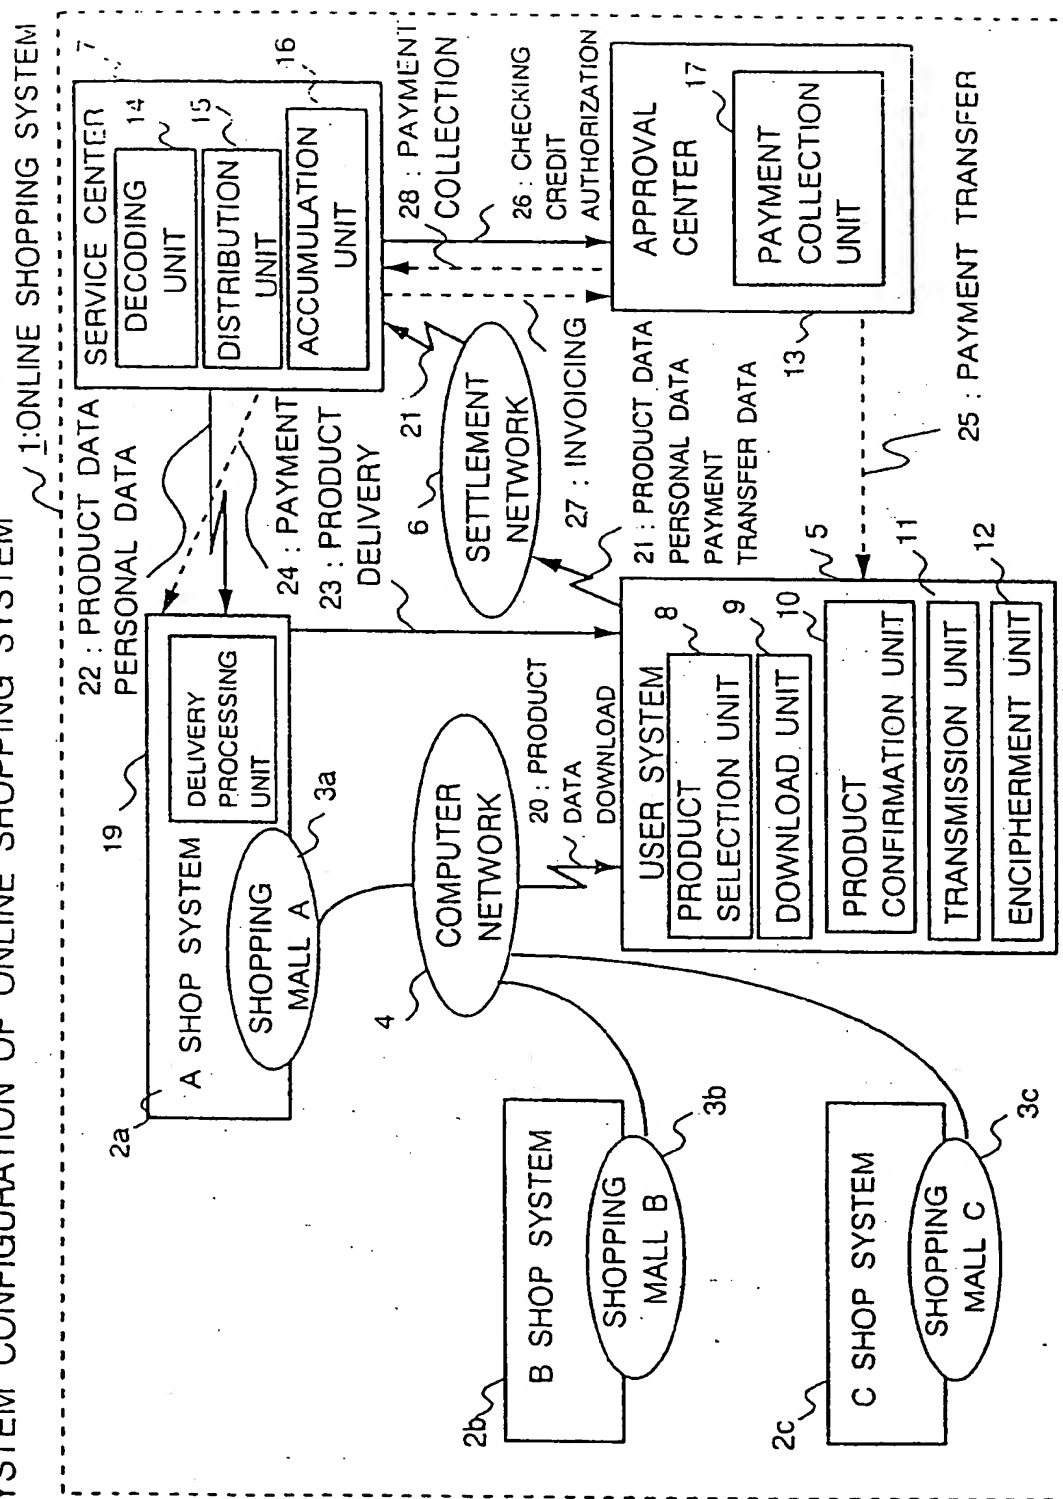 YSTEM CONFIGURATION OF ONLINE SHOPPING SYSTEM
1:ONLINE SHOPPING SYSTEM
22 : PRODUCT DATA
PERSONAL DATA
SERVICE CENTER
7
DECODING
UNIT
14
DISTRIBUTION
UNIT
15
ACCUMULATION
UNIT
16
2a
19
A SHOP SYSTEM
DELIVERY
PROCESSING
UNIT
SHOPPING
MALL A
3a
24 : PAYMENT
23 : PRODUCT
DELIVERY
21
28 : PAYMENT
COLLECTION
26 : CHECKING
CREDIT
AUTHORIZATION
4
COMPUTER
NETWORK
6
SETTLEMENT
NETWORK
27 : INVOICING
20 : PRODUCT
DATA
DOWNLOAD
21 : PRODUCT DATA
PERSONAL DATA
PAYMENT
TRANSFER DATA
APPROVAL
CENTER
17
PAYMENT
COLLECTION
UNIT
13
2b
B SHOP SYSTEM
SHOPPING
MALL B
3b
USER SYSTEM
8
PRODUCT
SELECTION UNIT
9
DOWNLOAD UNIT
10
PRODUCT
CONFIRMATION UNIT
5
11
TRANSMISSION UNIT
12
ENCIPHERMENT UNIT
25 : PAYMENT TRANSFER
2c
C SHOP SYSTEM
SHOPPING
MALL C
3c